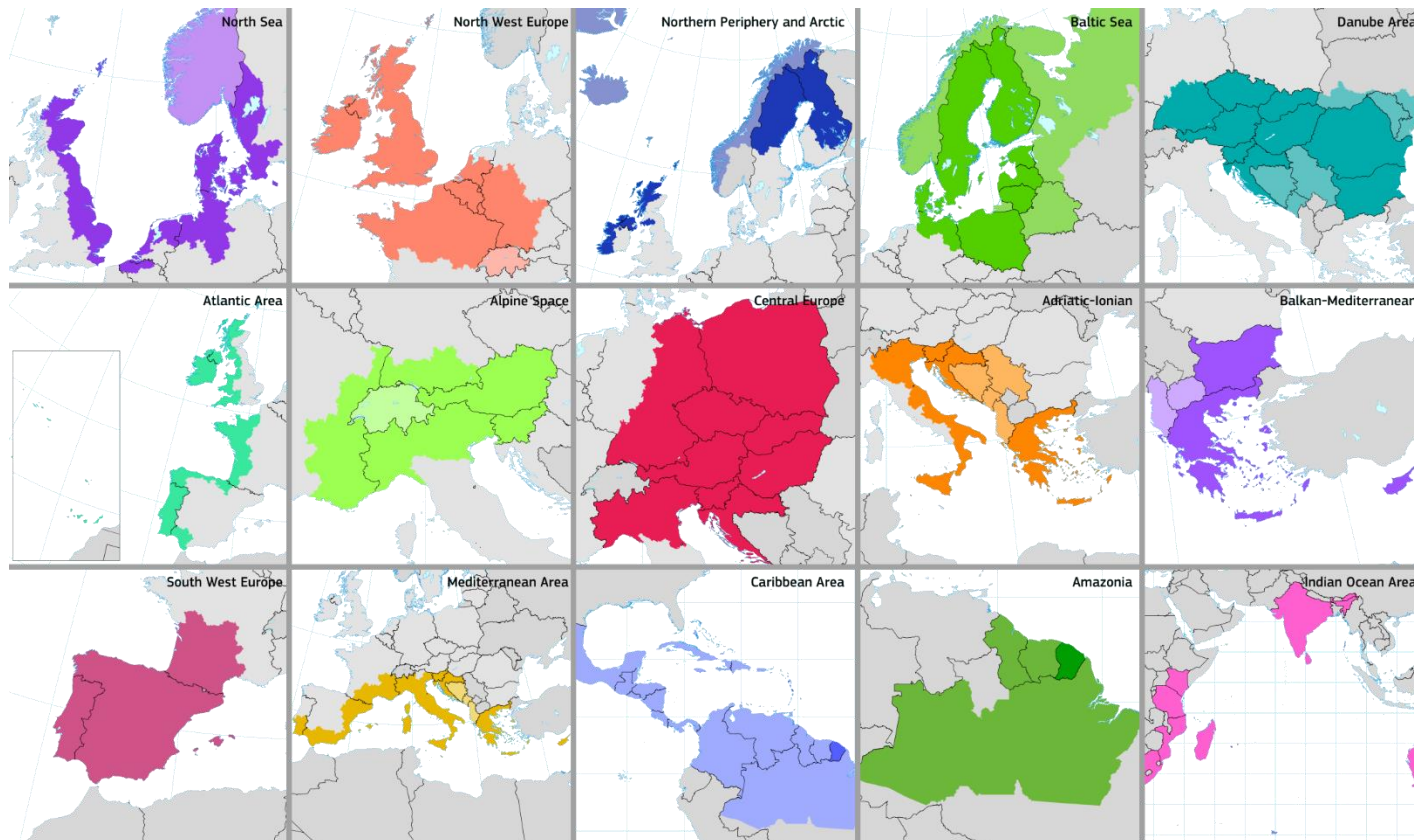 North Sea
North West Europe
Northern Periphery and Arctic
Baltic Sea
Danube Area
Atlantic Area
Alpine Space
Central Europe
Adriatic-Ionian
Balkan-Mediterranean
South West Europe
Mediterranean Area
Caribbean Area
Amazonia
Indian Ocean Area